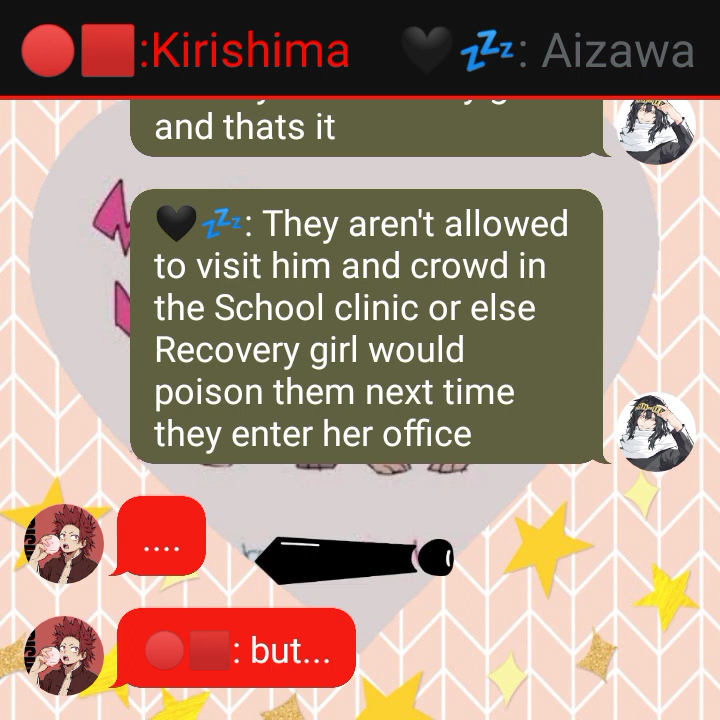 🔴🟥:Kirishima 🖤💤: Aizawa
and thats it
🖤💤: They aren't allowed
to visit him and crowd in
the School clinic or else
Recovery girl would
poison them next time
they enter her office
....
🔴🟥: but...